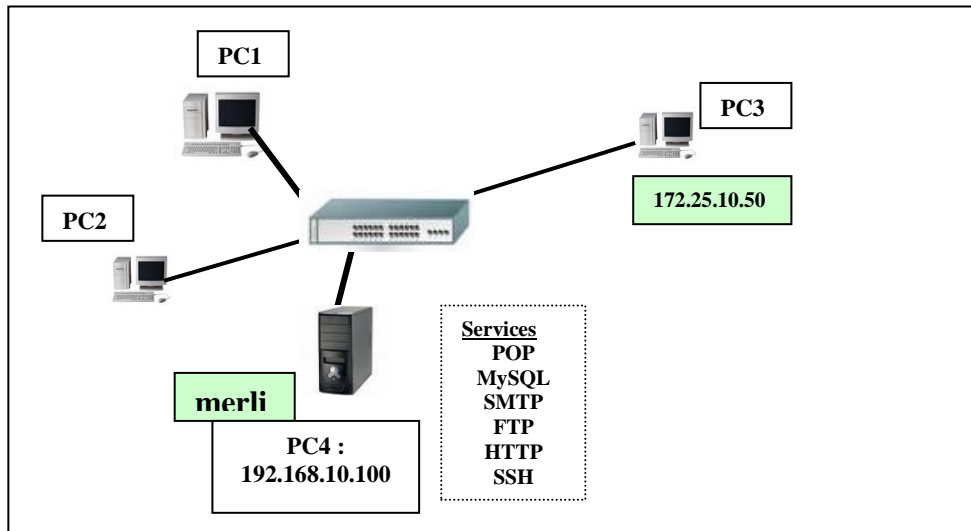 PC1
PC3
172.25.10.50
PC2
Services
POP
MySQL
SMTP
FTP
HTTP
SSH
merli
PC4 :
192.168.10.100